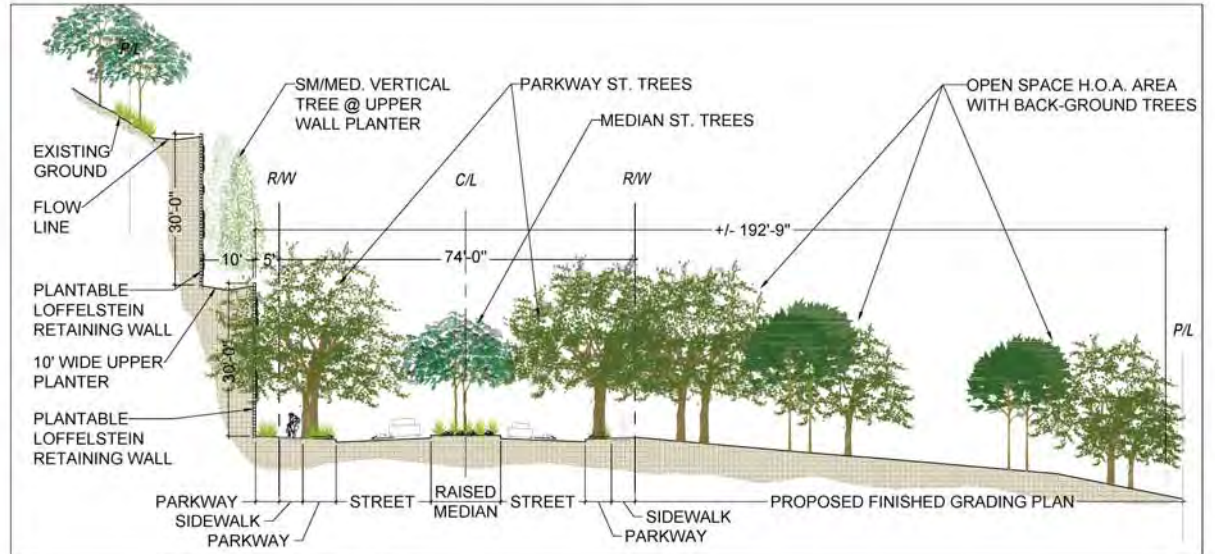 P/L
SM/MED. VERTICAL
TREE @ UPPER
WALL PLANTER
PARKWAY ST. TREES
MEDIAN ST. TREES
OPEN SPACE H.O.A. AREA
WITH BACK-GROUND TREES
EXISTING
GROUND
FLOW
LINE
30'-0"
R/W
C/L
R/W
+/- 192'-9"
10'
5'
74'-0"
PLANTABLE
LOFFELSTEIN
RETAINING WALL
10' WIDE UPPER
PLANTER
30'-0"
P/L
PLANTABLE
LOFFELSTEIN
RETAINING WALL
PARKWAY
SIDEWALK
PARKWAY
STREET
RAISED
MEDIAN
STREET
SIDEWALK
PARKWAY
PROPOSED FINISHED GRADING PLAN